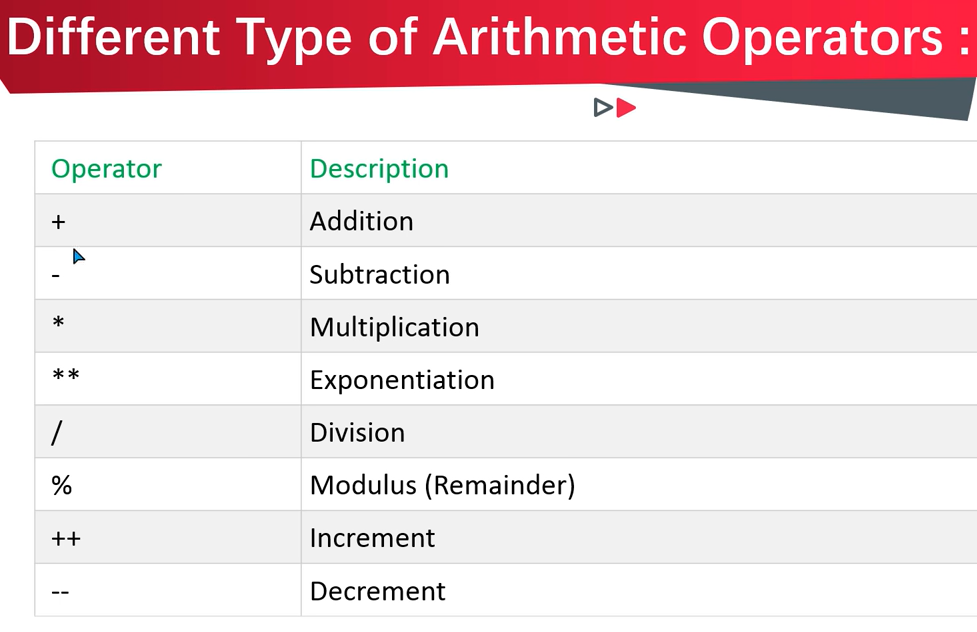 Different Type of Arithmetic Operators :
Operator Description
+ Addition
- Subtraction
* Multiplication
** Exponentiation
/ Division
% Modulus (Remainder)
++ Increment
-- Decrement